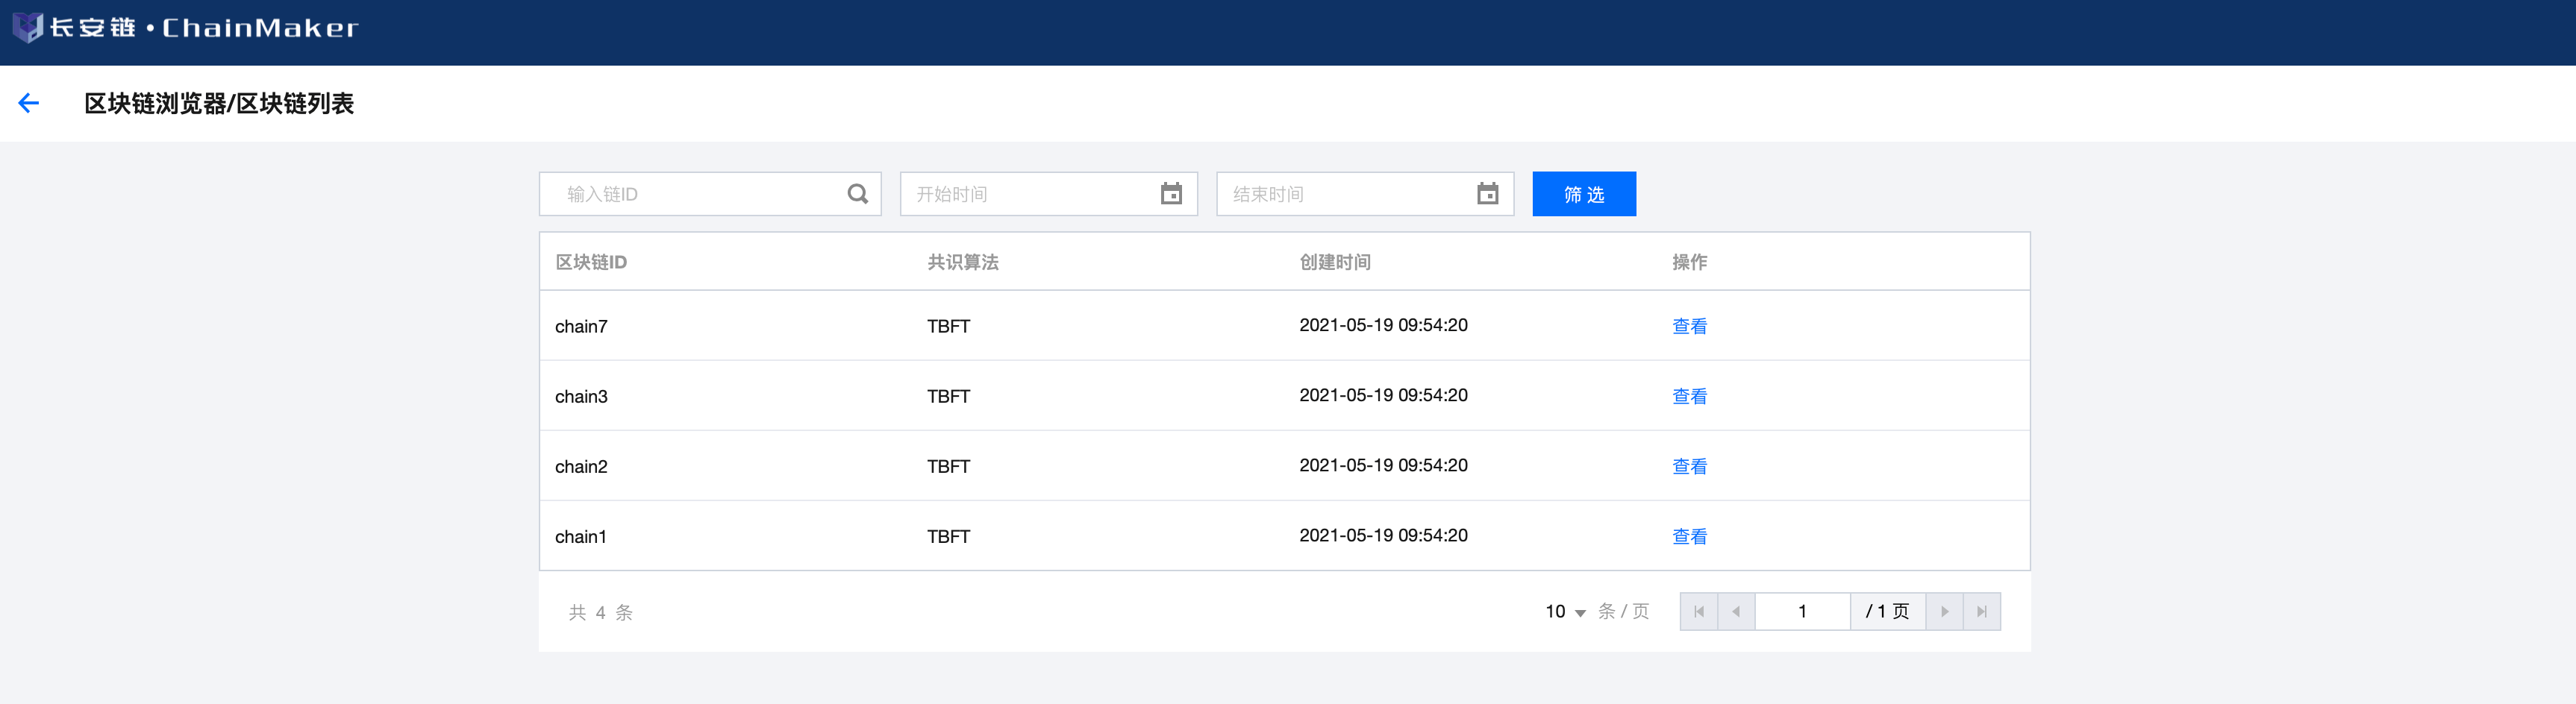 长安链·ChainMaker
区块链浏览器/区块链列表
输入链ID 开始时间 结束时间 筛选
区块链ID 共识算法 创建时间 操作
chain7 TBFT 2021-05-19 09:54:20 查看
chain3 TBFT 2021-05-19 09:54:20 查看
chain2 TBFT 2021-05-19 09:54:20 查看
chain1 TBFT 2021-05-19 09:54:20 查看
共 4 条 10 条 / 页 1 / 1 页